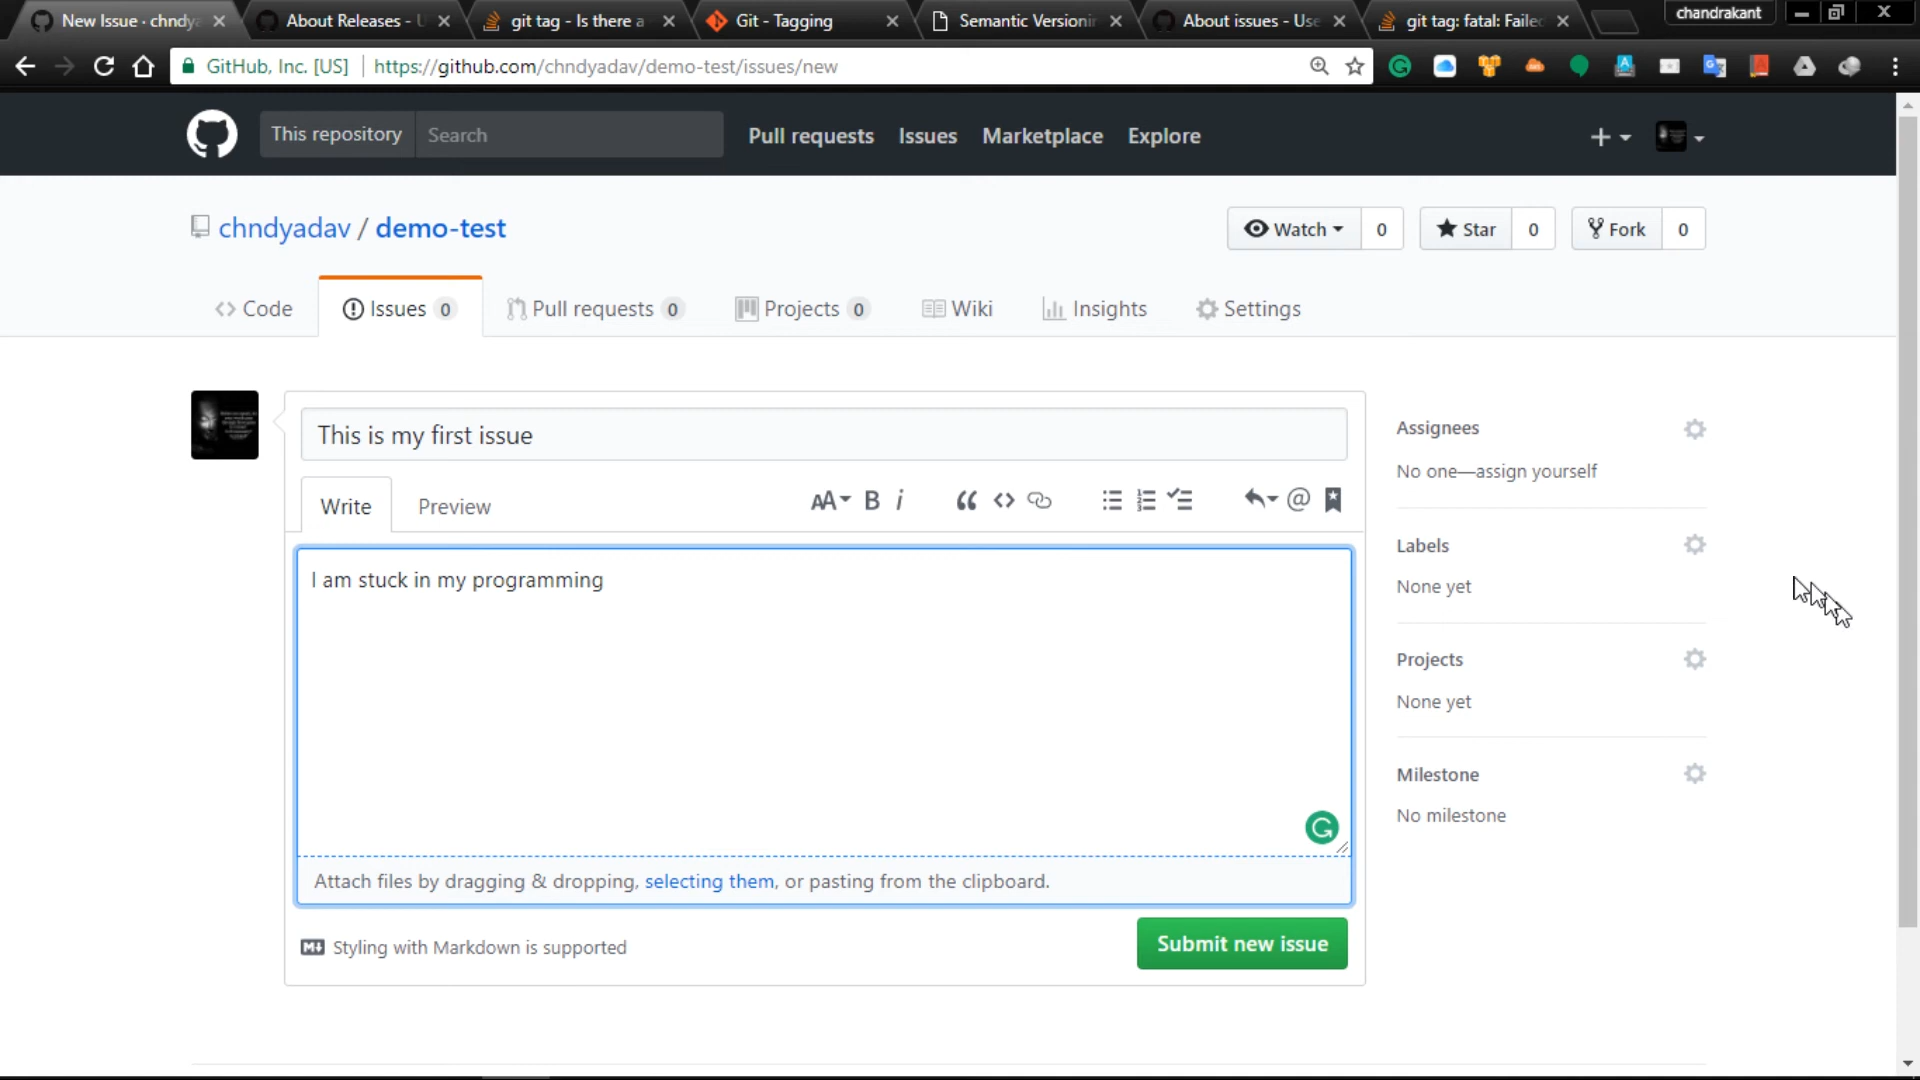 New Issue · chndya
About Releases - U
git tag - Is there a
Git - Tagging
Semantic Versionin
About issues - Use
git tag: fatal: Failed
chandrakant
GitHub, Inc. [US] https://github.com/chndyadav/demo-test/issues/new
This repository Search Pull requests Issues Marketplace Explore
chndyadav / demo-test
Watch 0 Star 0 Fork 0
Code Issues 0 Pull requests 0 Projects 0 Wiki Insights Settings
This is my first issue
Write Preview AA B i
I am stuck in my programming
Attach files by dragging & dropping, selecting them, or pasting from the clipboard.
Styling with Markdown is supported
Submit new issue
Assignees
No one—assign yourself
Labels
None yet
Projects
None yet
Milestone
No milestone